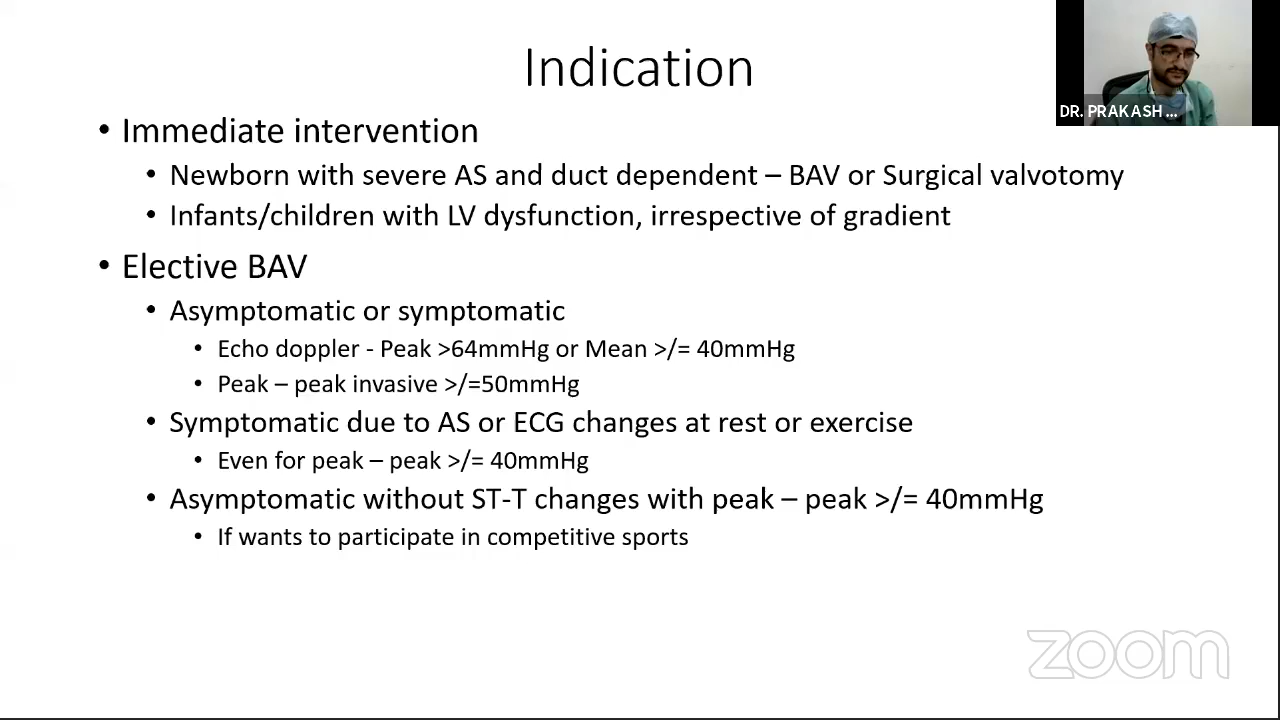 Indication
• Immediate intervention
• Newborn with severe AS and duct dependent – BAV or Surgical valvotomy
• Infants/children with LV dysfunction, irrespective of gradient
• Elective BAV
• Asymptomatic or symptomatic
• Echo doppler - Peak >64mmHg or Mean >/= 40mmHg
• Peak – peak invasive >/=50mmHg
• Symptomatic due to AS or ECG changes at rest or exercise
• Even for peak – peak >/= 40mmHg
• Asymptomatic without ST-T changes with peak – peak >/= 40mmHg
• If wants to participate in competitive sports
DR. PRAKASH ...
zoom